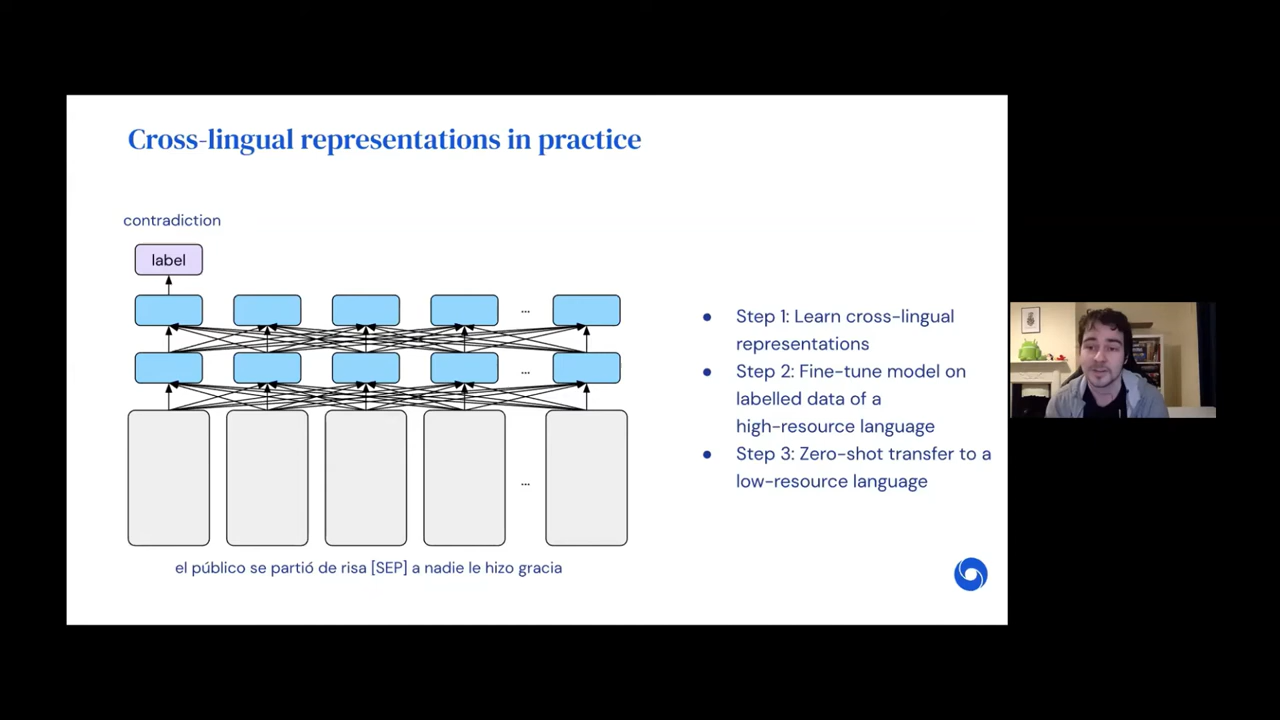 Cross-lingual representations in practice
contradiction
label
...
...
...
el público se partió de risa [SEP] a nadie le hizo gracia
● Step 1: Learn cross-lingual
representations
● Step 2: Fine-tune model on
labelled data of a
high-resource language
● Step 3: Zero-shot transfer to a
low-resource language